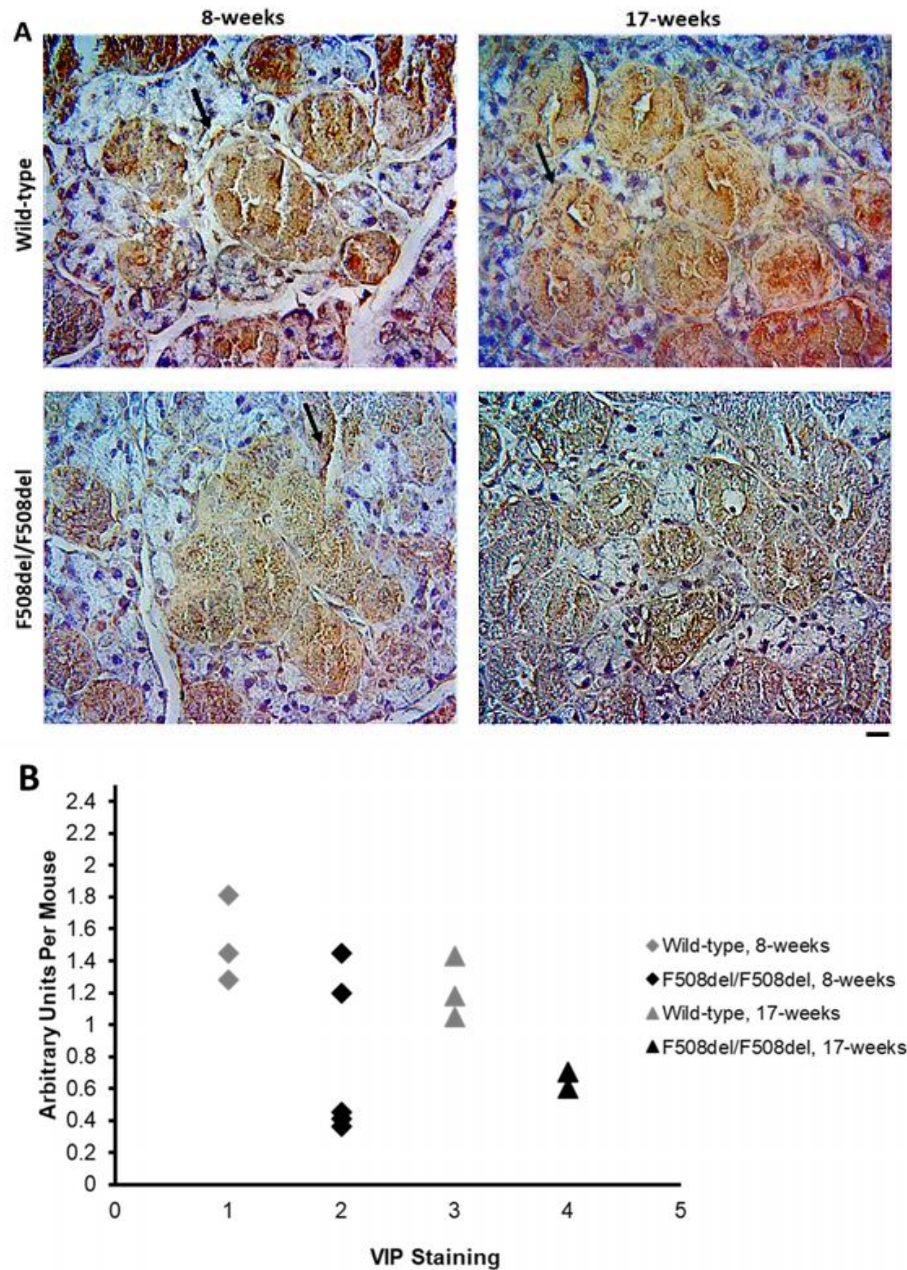 A
8-weeks
17-weeks
Wild-type
F508del/F508del
B
2.4
2.2
2
1.8
1.6
1.4
1.2
1
0.8
0.6
0.4
0.2
0
Arbitrary Units Per Mouse
0 1 2 3 4 5
VIP Staining
Wild-type, 8-weeks
F508del/F508del, 8-weeks
Wild-type, 17-weeks
F508del/F508del, 17-weeks